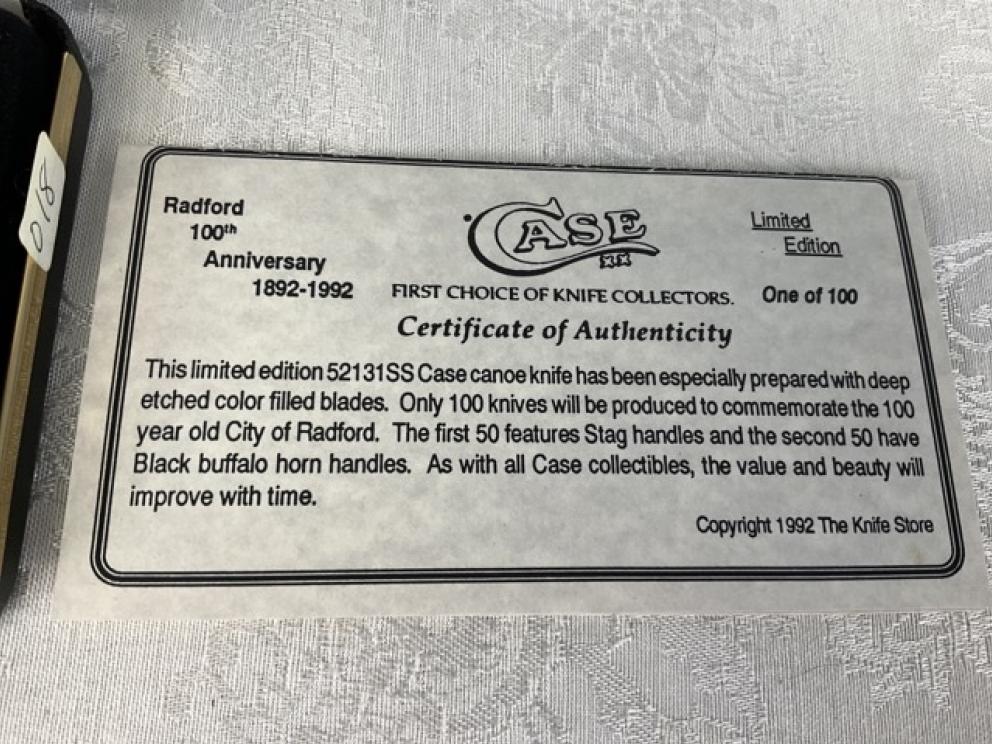 810
Radford
100th
Anniversary
1892-1992
CASE
XX
FIRST CHOICE OF KNIFE COLLECTORS.
Limited
Edition
One of 100
Certificate of Authenticity
This limited edition 52131SS Case canoe knife has been especially prepared with deep
etched color filled blades. Only 100 knives will be produced to commemorate the 100
year old City of Radford. The first 50 features Stag handles and the second 50 have
Black buffalo horn handles. As with all Case collectibles, the value and beauty will
improve with time.
Copyright 1992 The Knife Store